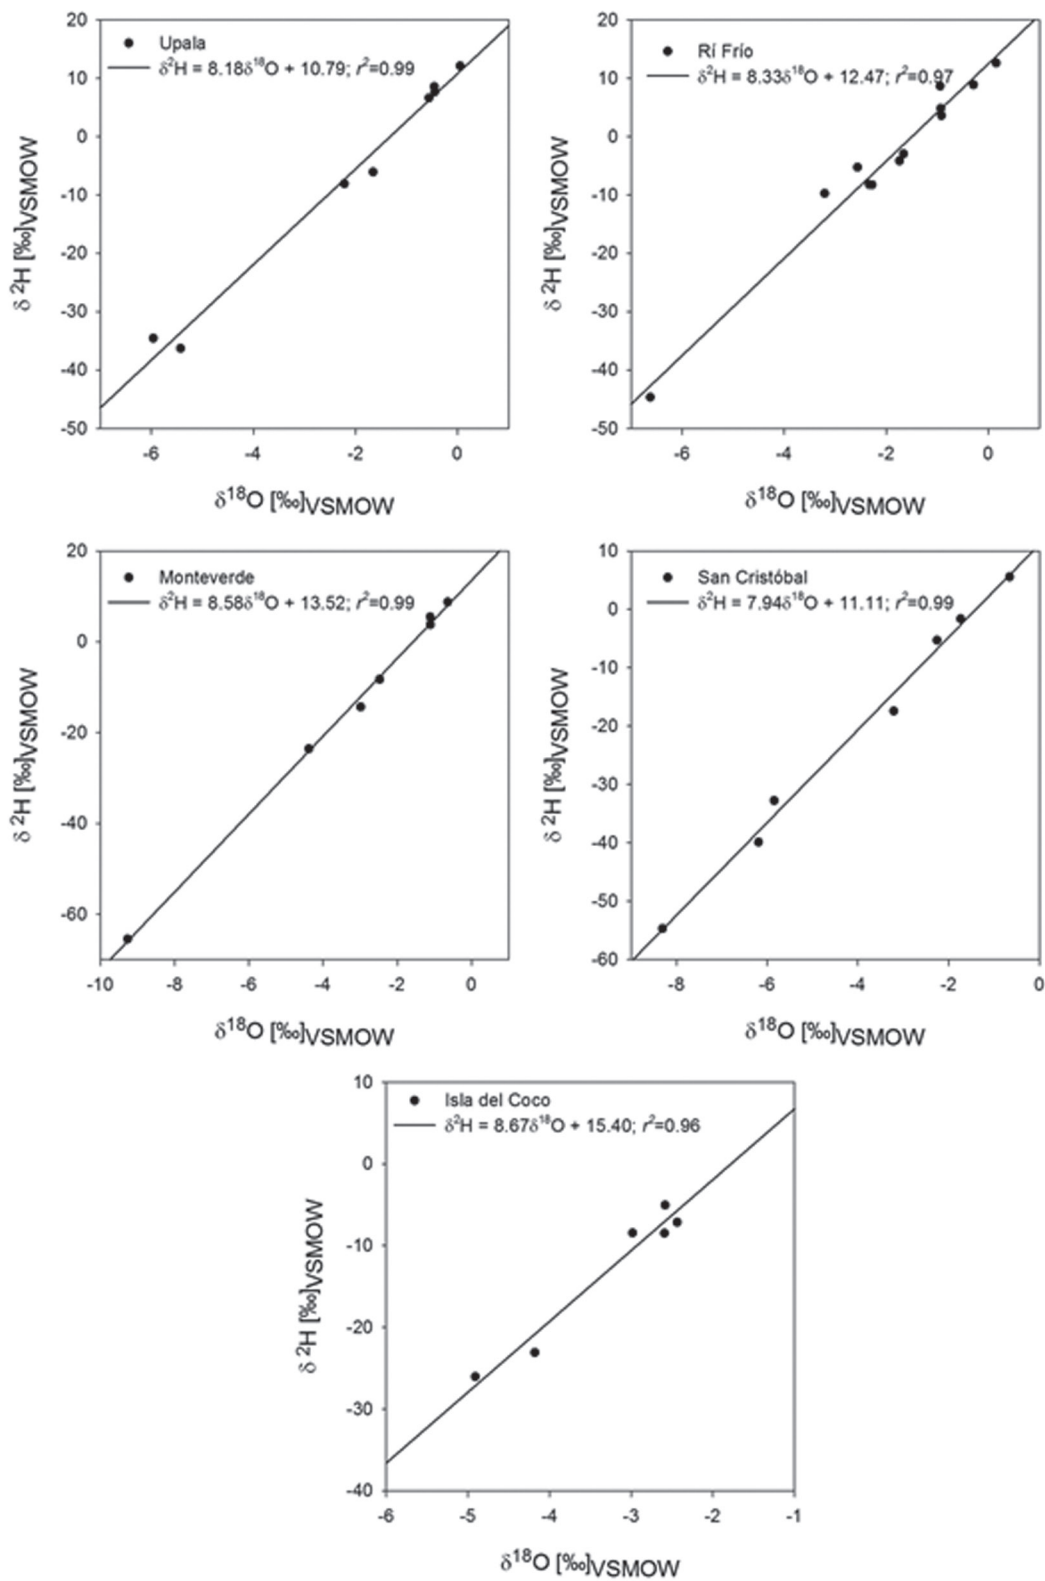 Upala
δ²H = 8.18δ¹⁸O + 10.79; r²=0.99
20
10
0
-10
-20
-30
-40
-50
δ ²H [‰]VSMOW
-6 -4 -2 0
δ¹⁸O [‰]VSMOW
Rí Frío
δ²H = 8.33δ¹⁸O + 12.47; r²=0.97
20
10
0
-10
-20
-30
-40
-50
δ ²H [‰]VSMOW
-6 -4 -2 0
δ¹⁸O [‰]VSMOW
Monteverde
δ²H = 8.58δ¹⁸O + 13.52; r²=0.99
20
0
-20
-40
-60
δ ²H [‰]VSMOW
-10 -8 -6 -4 -2 0
δ¹⁸O [‰]VSMOW
San Cristóbal
δ²H = 7.94δ¹⁸O + 11.11; r²=0.99
10
0
-10
-20
-30
-40
-50
-60
δ ²H [‰]VSMOW
-8 -6 -4 -2 0
δ¹⁸O [‰]VSMOW
Isla del Coco
δ²H = 8.67δ¹⁸O + 15.40; r²=0.96
10
0
-10
-20
-30
-40
δ ²H [‰]VSMOW
-6 -5 -4 -3 -2 -1
δ¹⁸O [‰]VSMOW